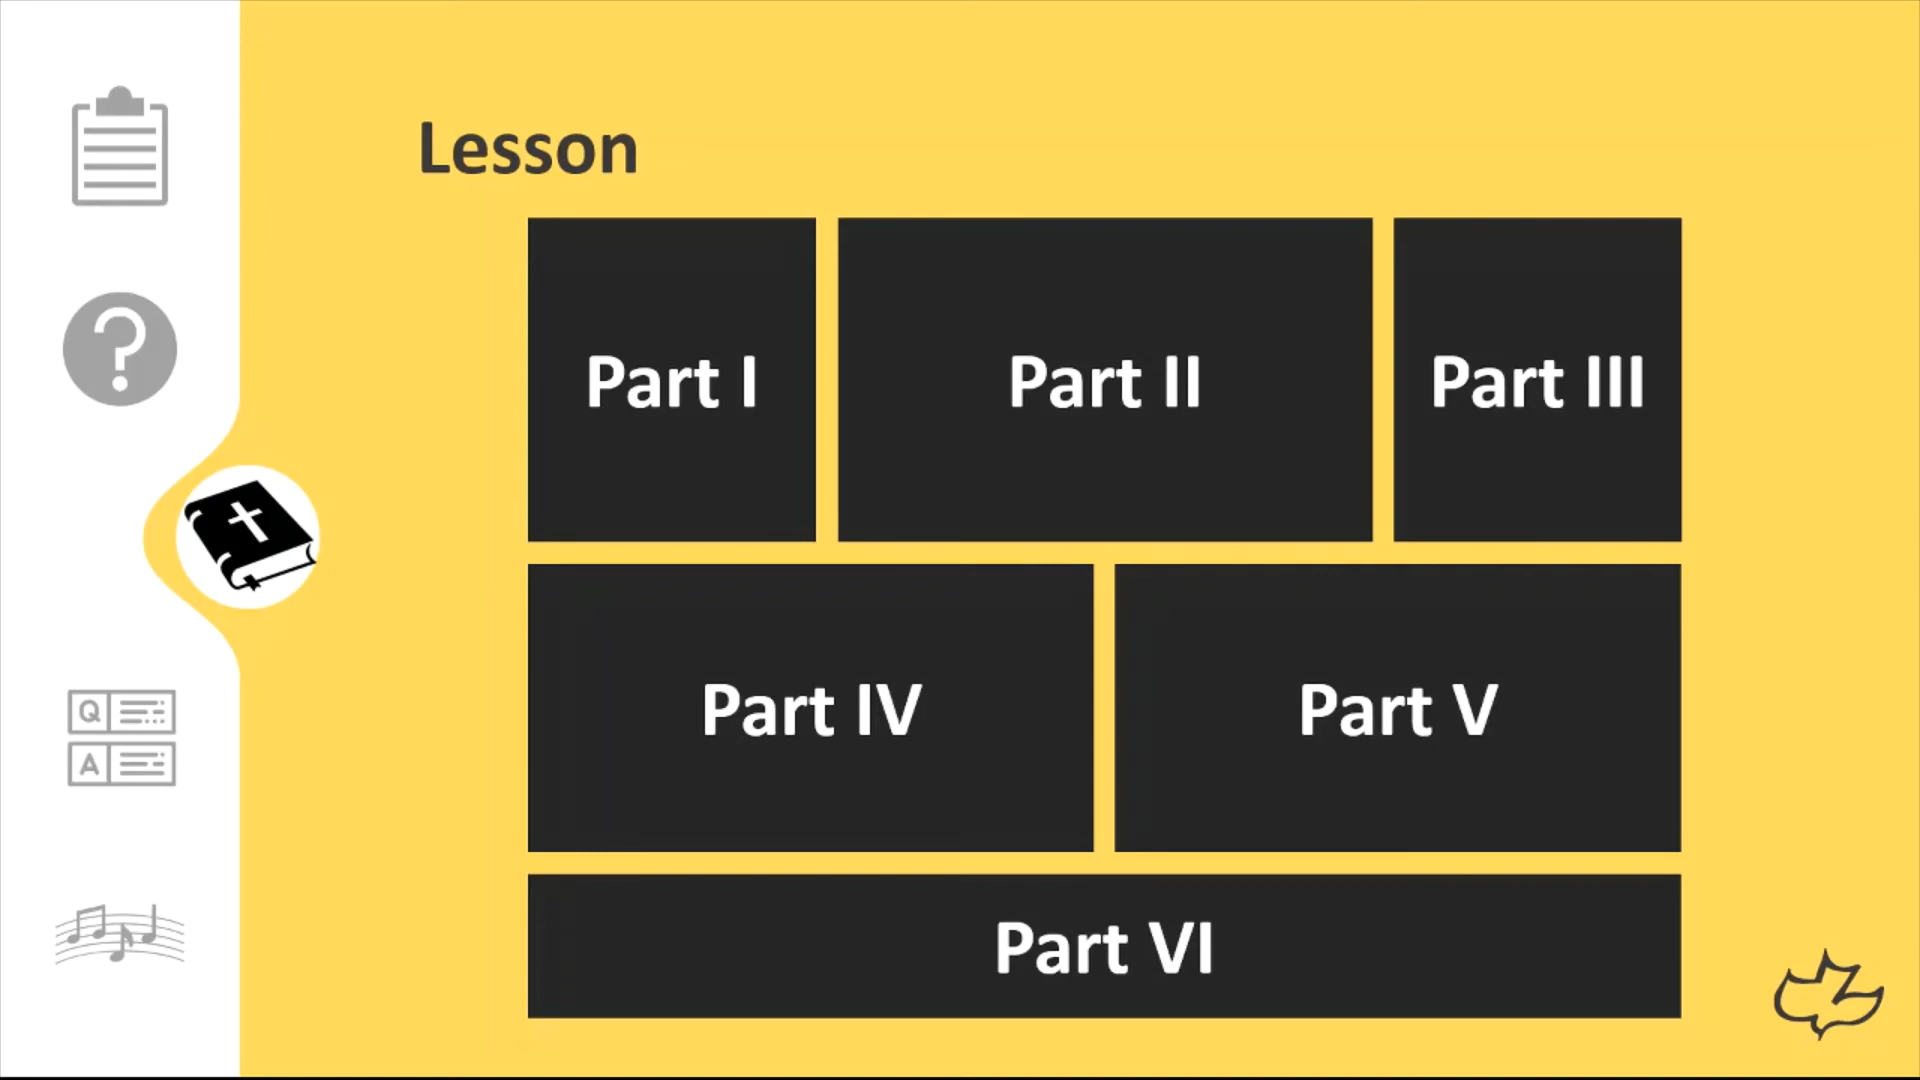 Lesson
Part I
Part II
Part III
Part IV
Part V
Part VI
Q
A